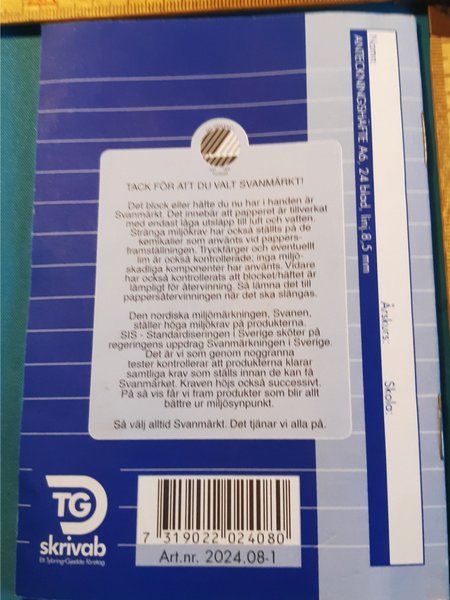 Namn:
Årskurs:
Skola:
ANTECKNINGSHÄFTE A6, 24 blad, linj. 8,5 mm
TACK FÖR ATT DU VALT SVANMÄRKT!
Det block eller häfte du nu har i handen är
Svanmärkt. Det innebär att papperet är tillverkat
med endast låga utsläpp till luft och vatten.
Stränga miljökrav har också ställts på de
kemikalier som använts vid pappers-
framställningen. Tryckfärger och eventuellt
lim är också kontrollerade; inga miljö-
skadliga komponenter har använts. Vidare
har också kontrollerats att blocket/häftet är
lämpligt för återvinning. Så lämna det till
pappersåtervinningen när det ska slängas.
Den nordiska miljömärkningen, Svanen,
ställer höga miljökrav på produkterna.
SIS - Standardiseringen i Sverige sköter på
regeringens uppdrag Svanmärkningen i Sverige.
Det är vi som genom noggranna
tester kontrollerar att produkterna klarar
samtliga krav som ställs innan de kan få
Svanmärket. Kraven höjs också successivt.
På så vis får vi fram produkter som blir allt
bättre ur miljösynpunkt.
Så välj alltid Svanmärkt. Det tjänar vi alla på.
TG
skrivab
Ett Tybring-Gjedde Företag
7 319022 024080
Art.nr. 2024.08-1